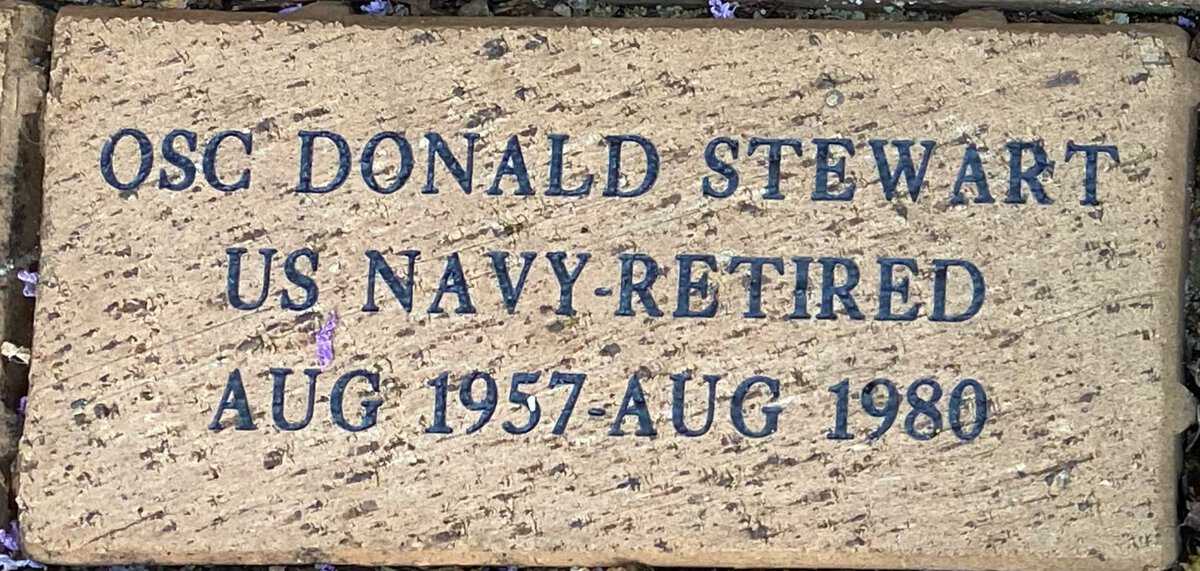 OSC DONALD STEWART
US NAVY-RETIRED
AUG 1957-AUG 1980